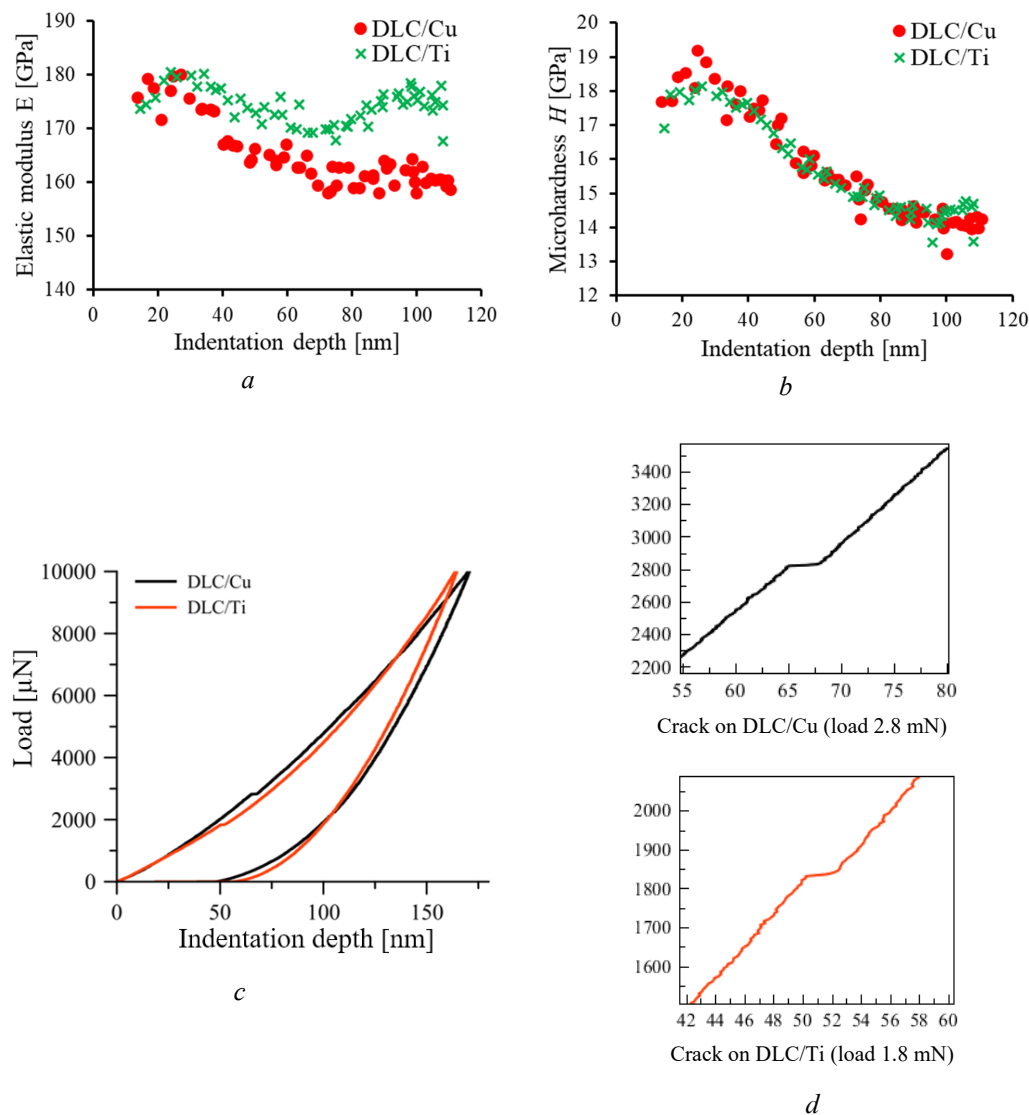 190
180
170
160
150
140
Elastic modulus E [GPa]
DLC/Cu
DLC/Ti
0 20 40 60 80 100 120
Indentation depth [nm]
a
20
19
18
17
16
15
14
13
12
Microhardness H [GPa]
DLC/Cu
DLC/Ti
0 20 40 60 80 100 120
Indentation depth [nm]
b
10000
8000
6000
4000
2000
0
Load [µN]
DLC/Cu
DLC/Ti
0 50 100 150
Indentation depth [nm]
c
3400
3200
3000
2800
2600
2400
2200
55 60 65 70 75 80
Crack on DLC/Cu (load 2.8 mN)
2000
1900
1800
1700
1600
42 44 46 48 50 52 54 56 58 60
Crack on DLC/Ti (load 1.8 mN)
d